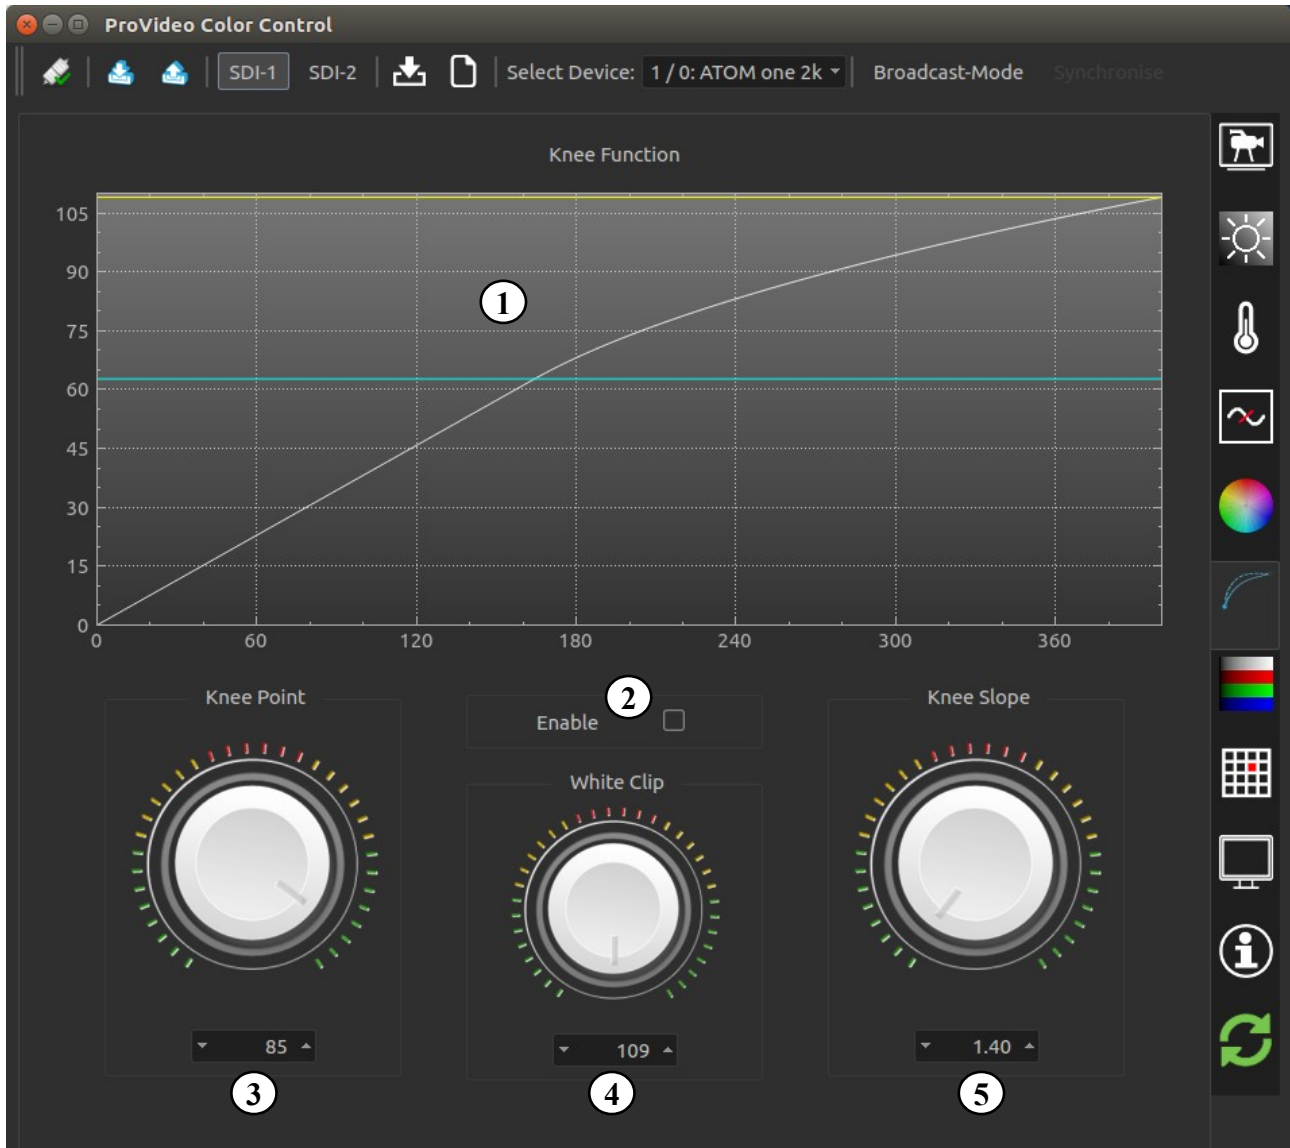 ProVideo Color Control
SDI-1 SDI-2 Select Device: 1 / 0: ATOM one 2k Broadcast-Mode Synchronise
Knee Function
105
90
1
75
60
45
30
15
0
0 60 120 180 240 300 360
Knee Point 2 Knee Slope
Enable
White Clip
85 109 1.40
3 4 5